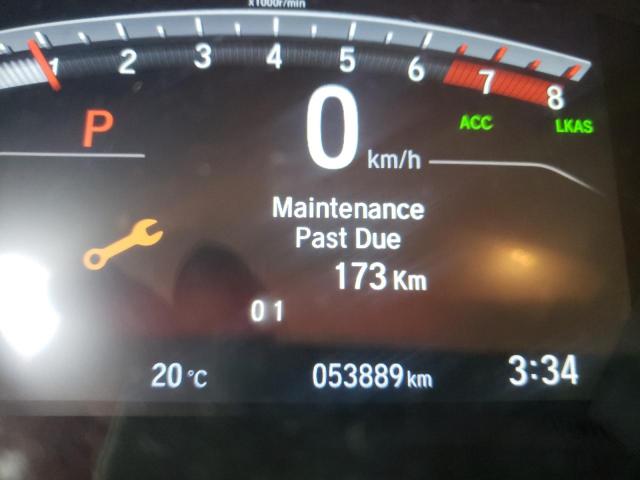 x1000r/min
1 2 3 4 5 6 7 8
P
0 km/h
ACC LKAS
Maintenance
Past Due
173 Km
0 1
20 °C 053889 km 3:34